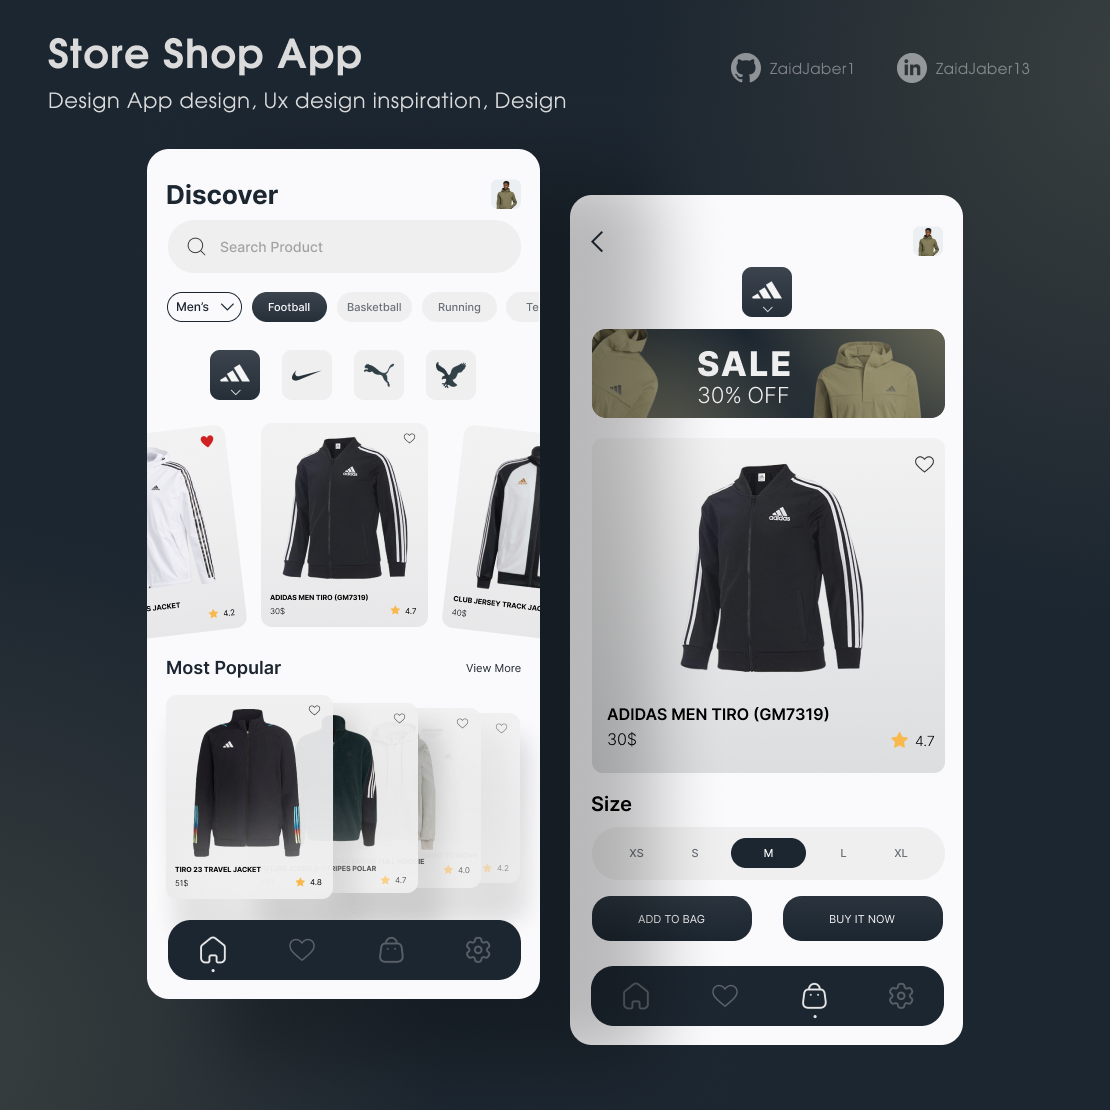 Store Shop App
Design App design, Ux design inspiration, Design
ZaidJaber1
ZaidJaber13
Discover
Search Product
Men's
Football
Basketball
Running
Te
S JACKET
4.2
adidas
ADIDAS MEN TIRO (GM7319)
30$
4.7
CLUB JERSEY TRACK JAC
40$
Most Popular
View More
TIRO 23 TRAVEL JACKET
51$
4.8
RIPES POLAR
4.7
4.0
4.2
SALE
30% OFF
adidas
ADIDAS MEN TIRO (GM7319)
30$
4.7
Size
XS
S
M
L
XL
ADD TO BAG
BUY IT NOW